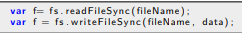 var f= fs.readFileSync(fileName);
var f = fs.writeFileSync(fileName, data);